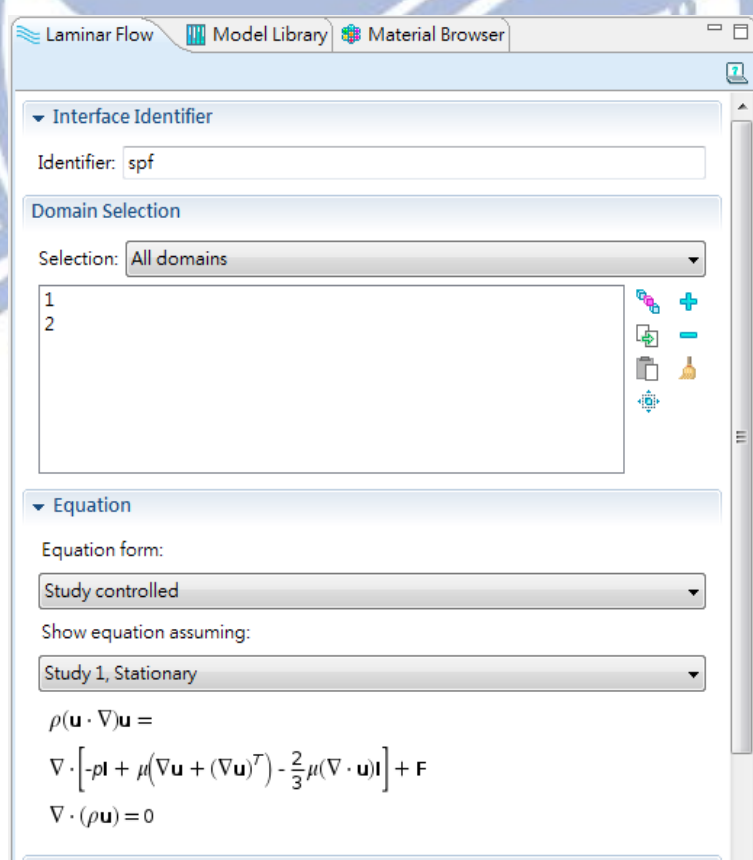 Laminar Flow Model Library Material Browser
Interface Identifier
Identifier: spf
Domain Selection
Selection: All domains
1
2
Equation
Equation form:
Study controlled
Show equation assuming:
Study 1, Stationary
ρ(u · ∇)u =
∇ · [-pI + μ(∇u + (∇u)ᵀ) - 2/3 μ(∇ · u)I] + F
∇ · (ρu) = 0